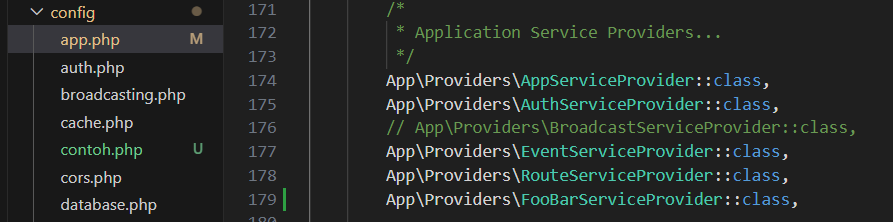 config
app.php M
auth.php
broadcasting.php
cache.php
contoh.php U
cors.php
database.php
171 /*
172 * Application Service Providers...
173 */
174 App\Providers\AppServiceProvider::class,
175 App\Providers\AuthServiceProvider::class,
176 // App\Providers\BroadcastServiceProvider::class,
177 App\Providers\EventServiceProvider::class,
178 App\Providers\RouteServiceProvider::class,
179 App\Providers\FooBarServiceProvider::class,